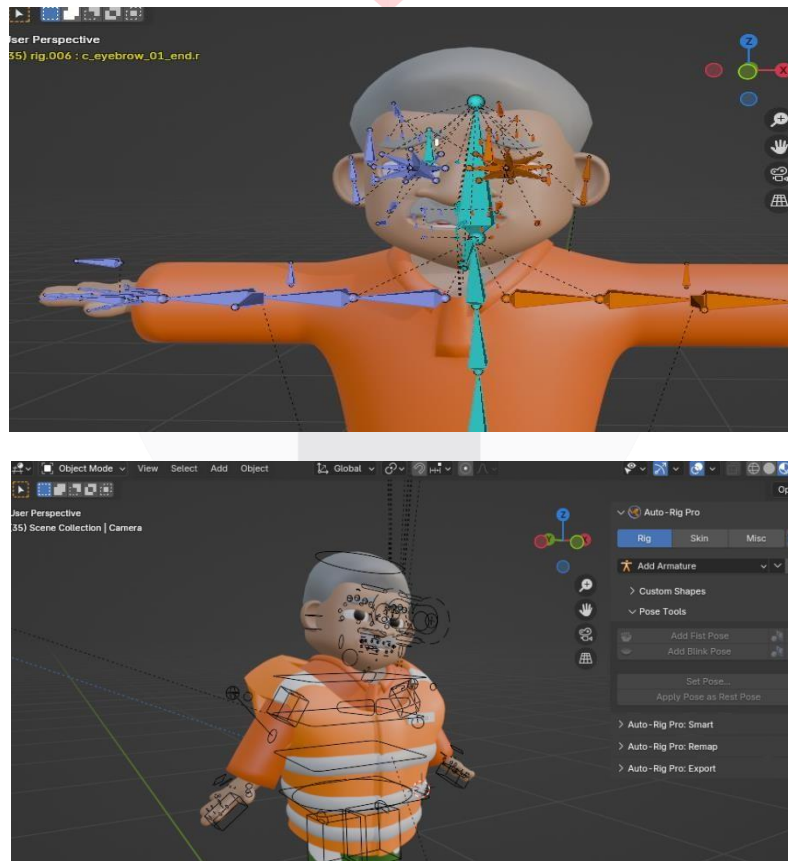 User Perspective
35) rig.006 : c_eyebrow_01_end.r
Z
X
Object Mode View Select Add Object Global
User Perspective
(35) Scene Collection | Camera
Z
Auto-Rig Pro
Rig Skin Misc
Add Armature
Custom Shapes
Pose Tools
Add Fist Pose
Add Blink Pose
Set Pose...
Apply Pose as Rest Pose
Auto-Rig Pro: Smart
Auto-Rig Pro: Remap
Auto-Rig Pro: Export